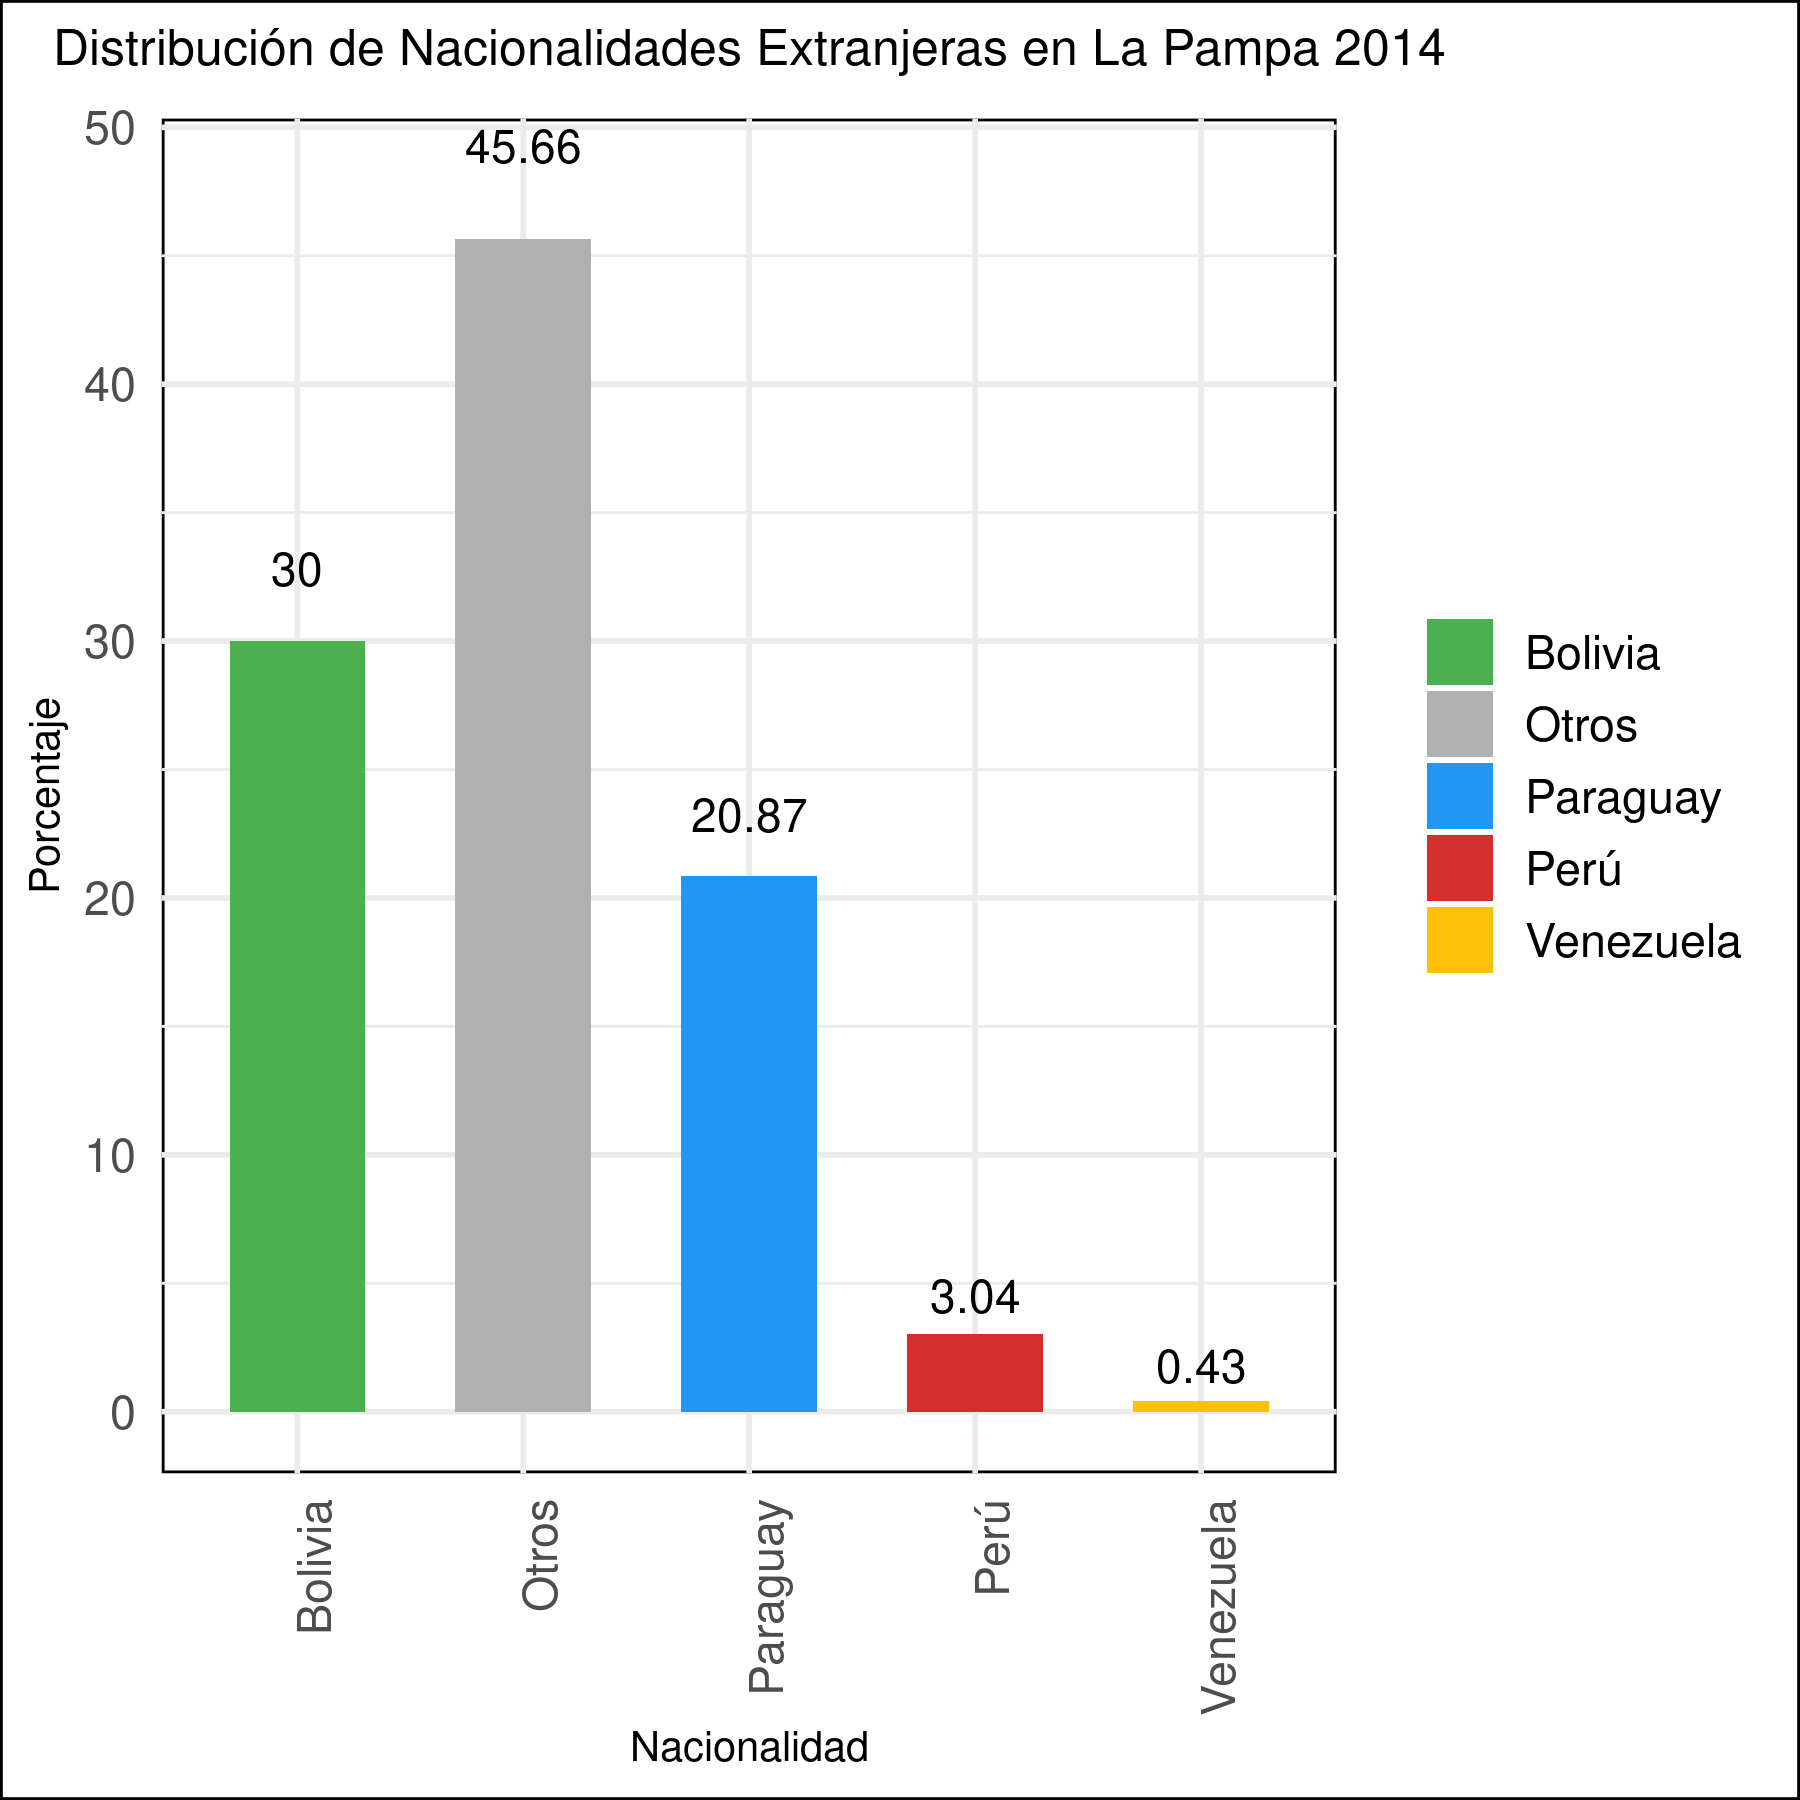 Distribución de Nacionalidades Extranjeras en La Pampa 2014
50
40
30
20
10
0
Porcentaje
30
45.66
20.87
3.04
0.43
Bolivia
Otros
Paraguay
Perú
Venezuela
Nacionalidad
Bolivia
Otros
Paraguay
Perú
Venezuela